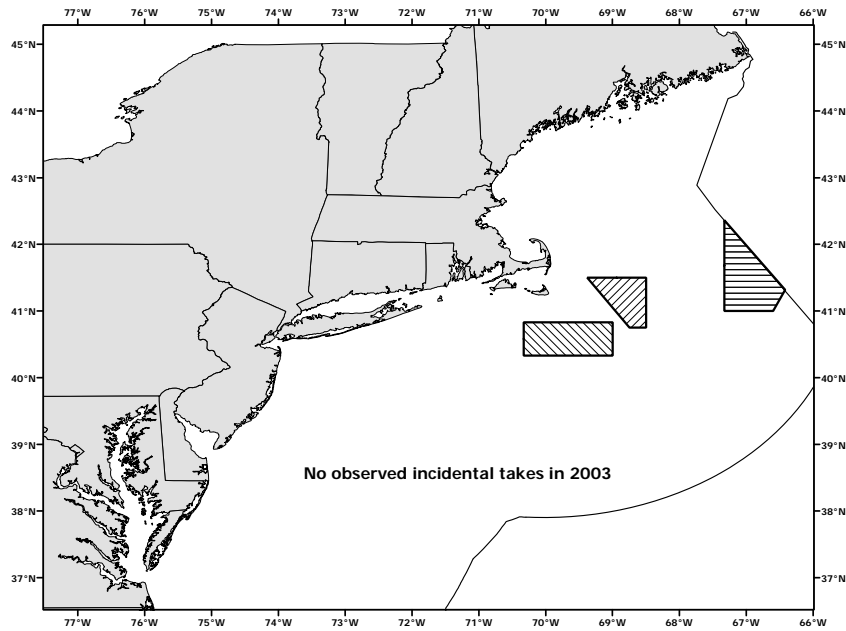 77°W 76°W 75°W 74°W 73°W 72°W 71°W 70°W 69°W 68°W 67°W 66°W
45°N 45°N
44°N 44°N
43°N 43°N
42°N 42°N
41°N 41°N
40°N 40°N
39°N 39°N
No observed incidental takes in 2003
38°N 38°N
37°N 37°N
77°W 76°W 75°W 74°W 73°W 72°W 71°W 70°W 69°W 68°W 67°W 66°W